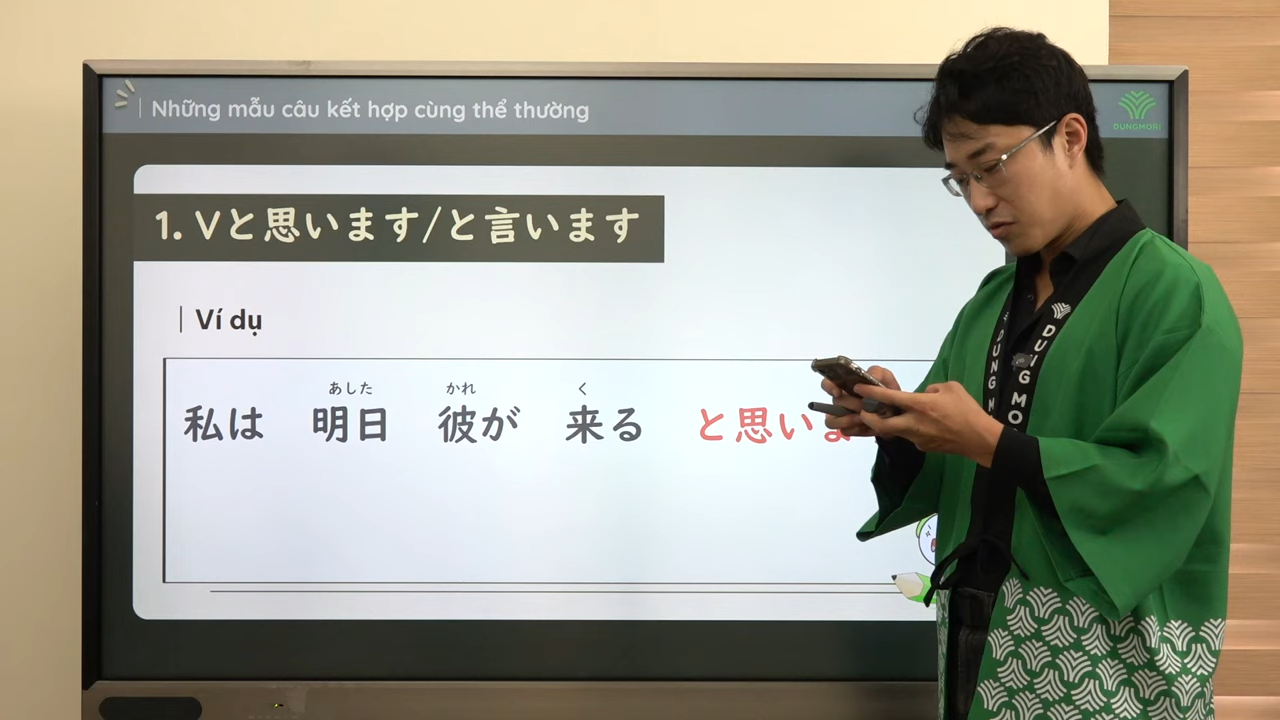 Những mẫu câu kết hợp cùng thể thường
DUNGMORI
1. Vと思います/と言います
Ví dụ
あした かれ く
私は 明日 彼が 来る と思いま
DUNG M
DUNG MO